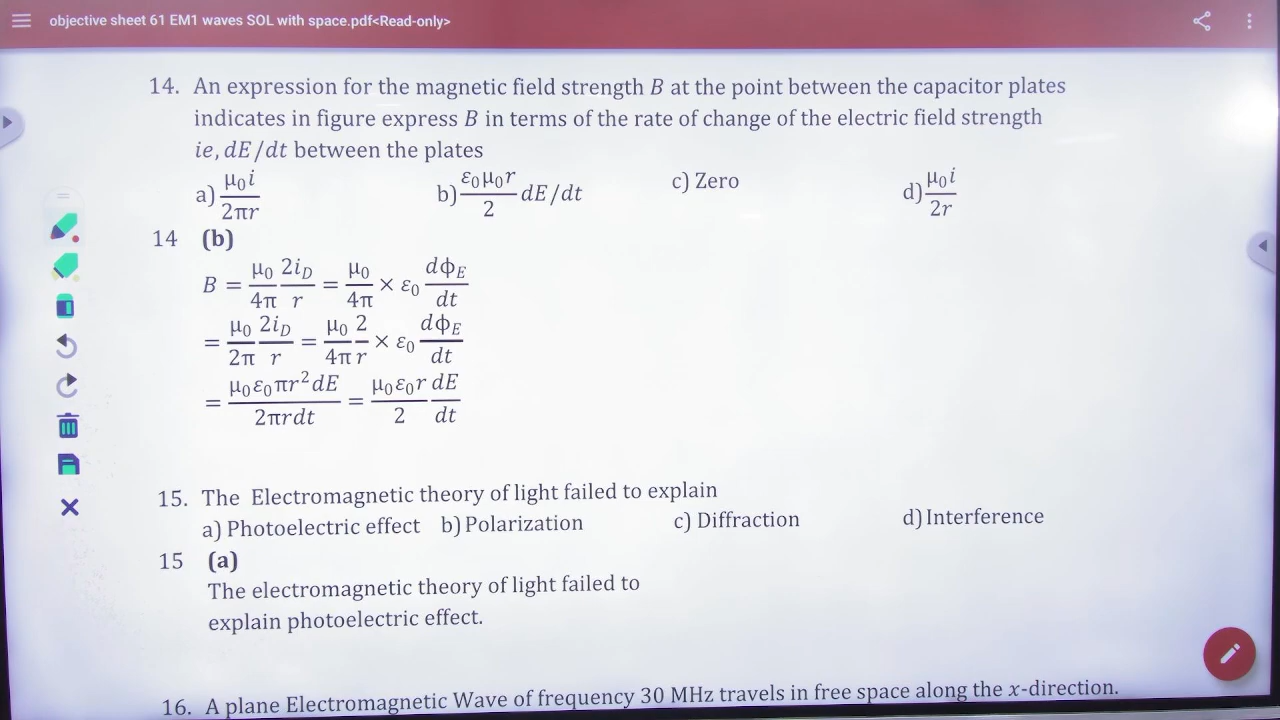 objective sheet 61 EM1 waves SOL with space.pdf<Read-only>
14. An expression for the magnetic field strength B at the point between the capacitor plates
indicates in figure express B in terms of the rate of change of the electric field strength
ie, dE/dt between the plates
a) μ₀i/2πr b) ε₀μ₀r/2 dE/dt c) Zero d) μ₀i/2r
14 (b)
B = μ₀/4π 2i_D/r = μ₀/4π × ε₀ dϕ_E/dt
= μ₀/2π 2i_D/r = μ₀/4π 2/r × ε₀ dϕ_E/dt
= μ₀ε₀πr²dE/2πrdt = μ₀ε₀r/2 dE/dt
15. The Electromagnetic theory of light failed to explain
a) Photoelectric effect b) Polarization c) Diffraction d) Interference
15 (a)
The electromagnetic theory of light failed to
explain photoelectric effect.
16. A plane Electromagnetic Wave of frequency 30 MHz travels in free space along the x-direction.